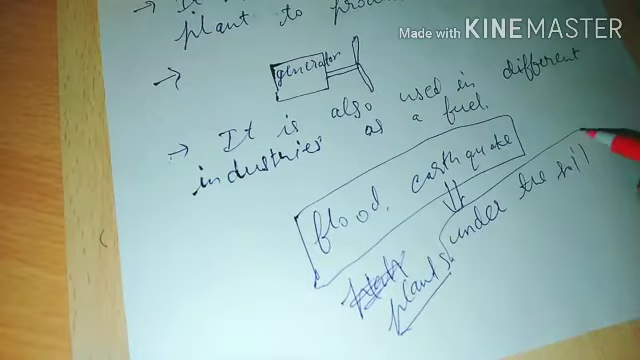 → It
plant to
Made with KINEMASTER
→ generator
→ It is also used in different
industries as a fuel.
flood, earthquake
⇓
plants under the soil